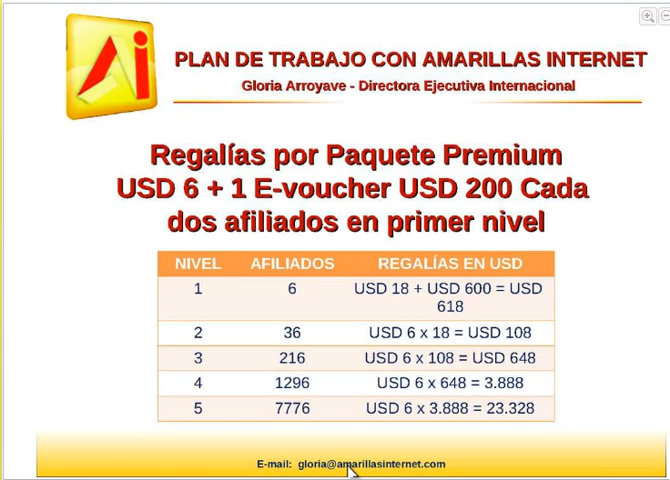 Ai
PLAN DE TRABAJO CON AMARILLAS INTERNET
Gloria Arroyave - Directora Ejecutiva Internacional
Regalías por Paquete Premium
USD 6 + 1 E-voucher USD 200 Cada
dos afiliados en primer nivel
NIVEL AFILIADOS REGALÍAS EN USD
1 6 USD 18 + USD 600 = USD
618
2 36 USD 6 x 18 = USD 108
3 216 USD 6 x 108 = USD 648
4 1296 USD 6 x 648 = 3.888
5 7776 USD 6 x 3.888 = 23.328
E-mail: gloria@amarillasinternet.com